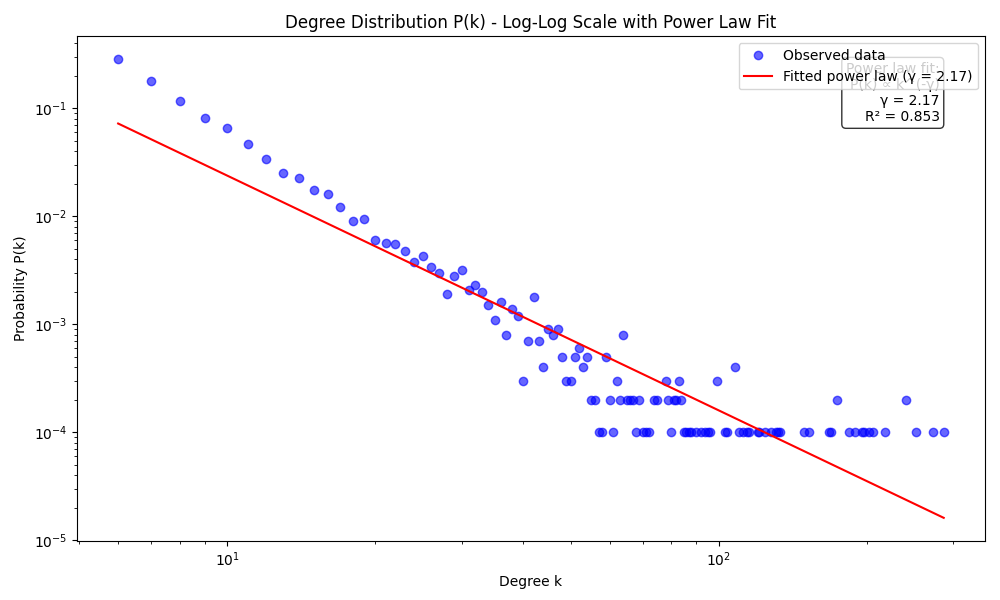 Degree Distribution P(k) - Log-Log Scale with Power Law Fit
Observed data
Fitted power law (γ = 2.17)
Power law fit:
P(k) ∝ k^(-γ)
γ = 2.17
R² = 0.853
Probability P(k)
10⁻¹
10⁻²
10⁻³
10⁻⁴
10⁻⁵
10¹
10²
Degree k